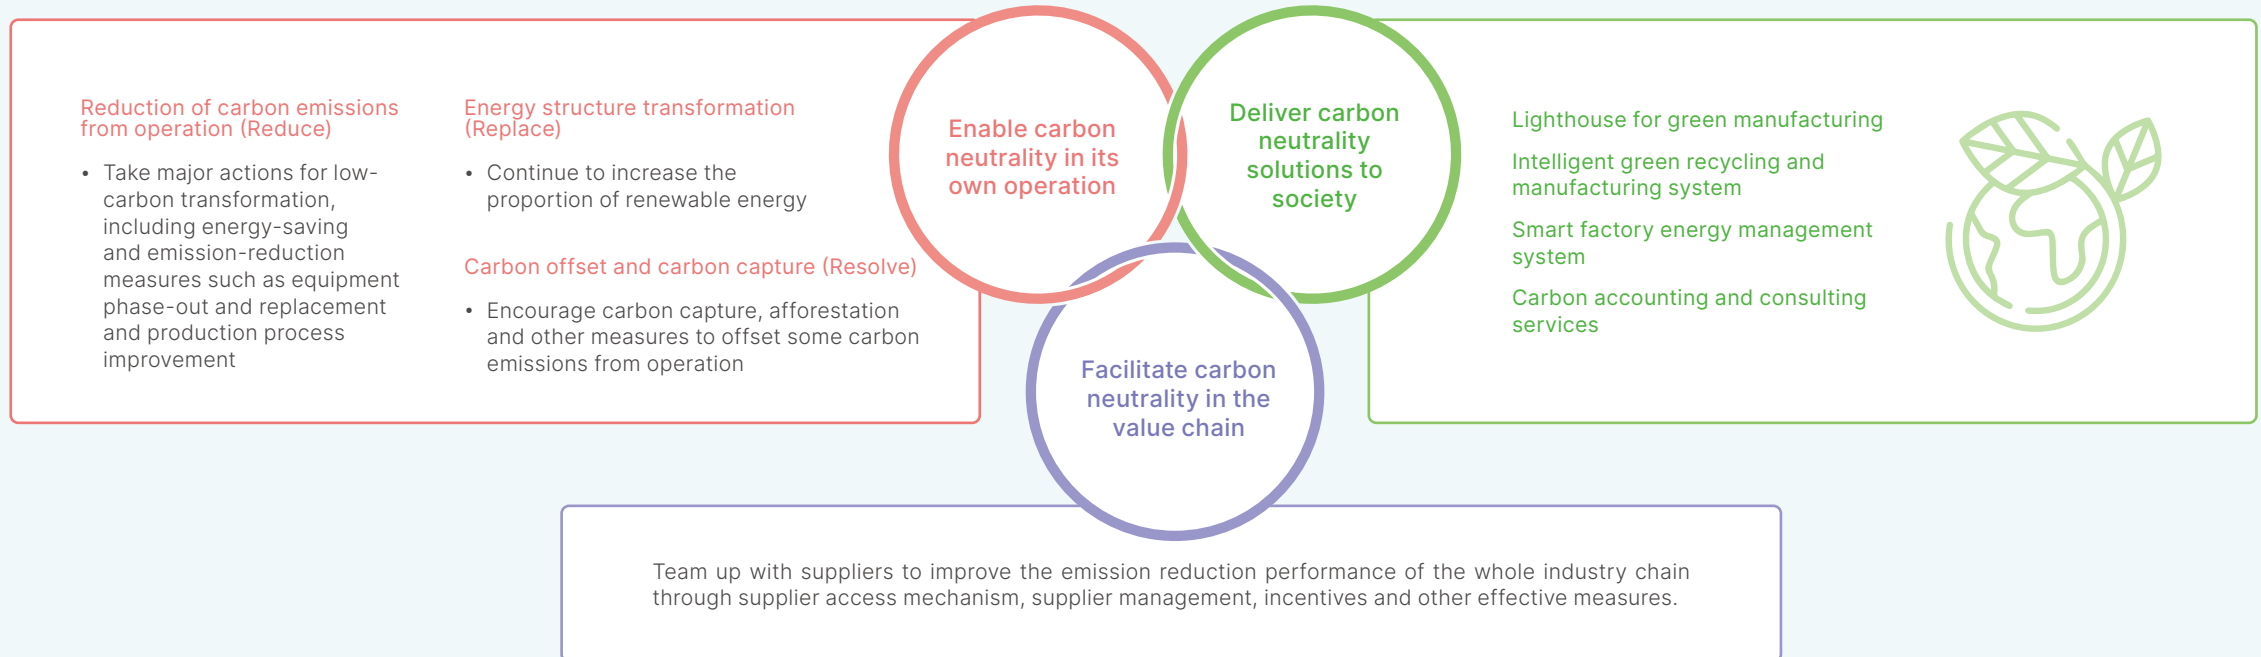 Reduction of carbon emissions
from operation (Reduce)
• Take major actions for low-
carbon transformation,
including energy-saving
and emission-reduction
measures such as equipment
phase-out and replacement
and production process
improvement
Energy structure transformation
(Replace)
• Continue to increase the
proportion of renewable energy
Carbon offset and carbon capture (Resolve)
• Encourage carbon capture, afforestation
and other measures to offset some carbon
emissions from operation
Enable carbon
neutrality in its
own operation
Deliver carbon
neutrality
solutions to
society
Lighthouse for green manufacturing
Intelligent green recycling and
manufacturing system
Smart factory energy management
system
Carbon accounting and consulting
services
Facilitate carbon
neutrality in the
value chain
Team up with suppliers to improve the emission reduction performance of the whole industry chain
through supplier access mechanism, supplier management, incentives and other effective measures.